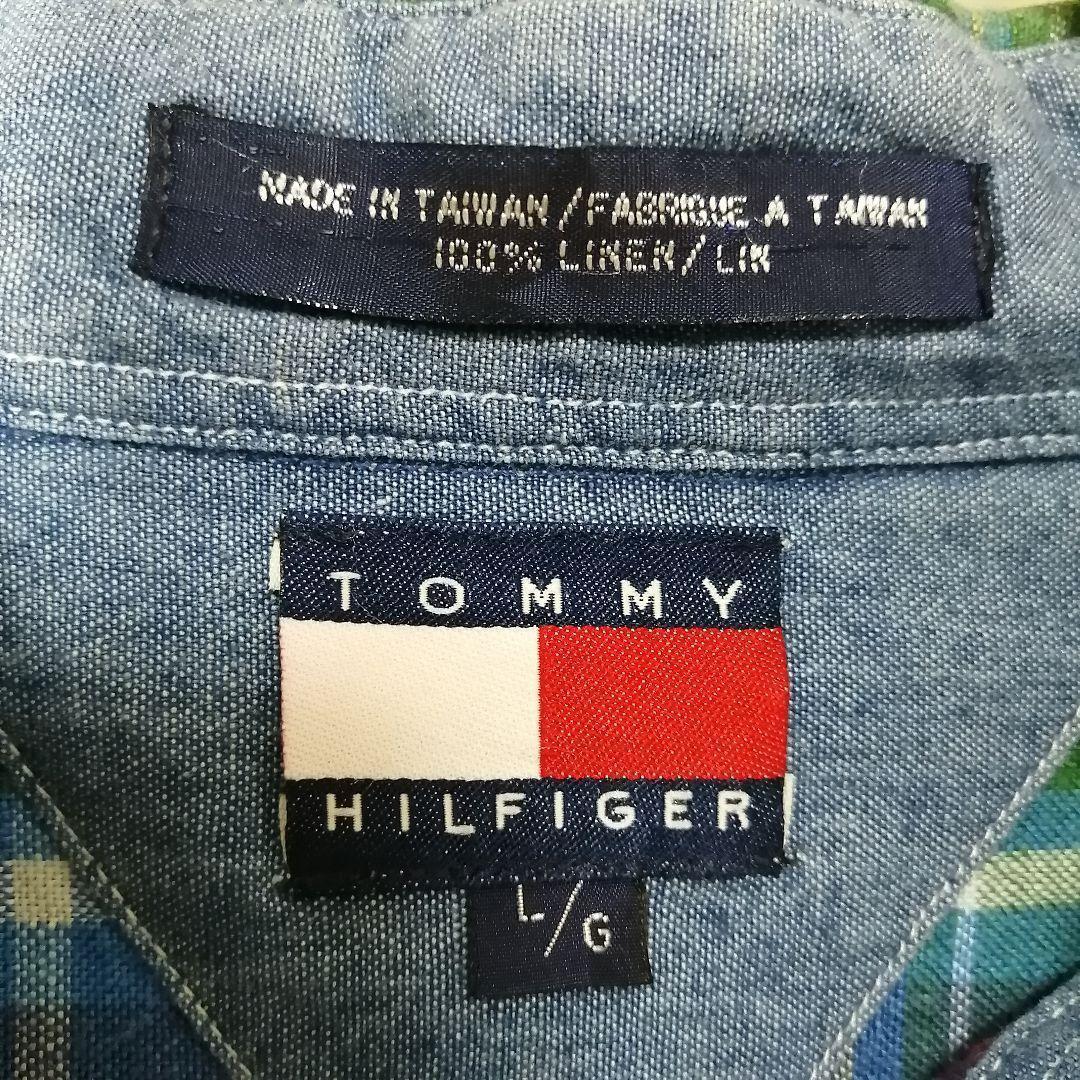 MADE IN TAIWAN/FABRIQUE A TAIWAN
100% LINEN/LIN
TOMMY
HILFIGER
L/G